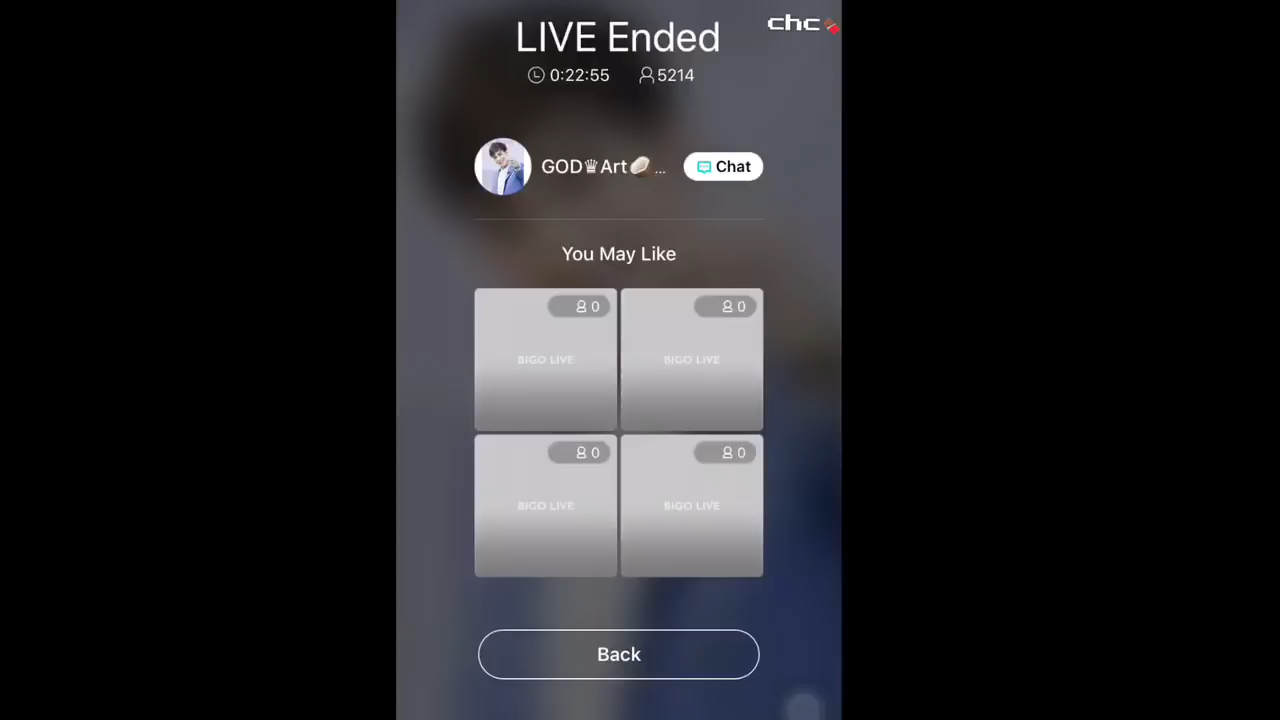 LIVE Ended
chc
0:22:55 5214
GOD♛Art🥥... Chat
You May Like
0 0
BIGO LIVE BIGO LIVE
0 0
BIGO LIVE BIGO LIVE
Back